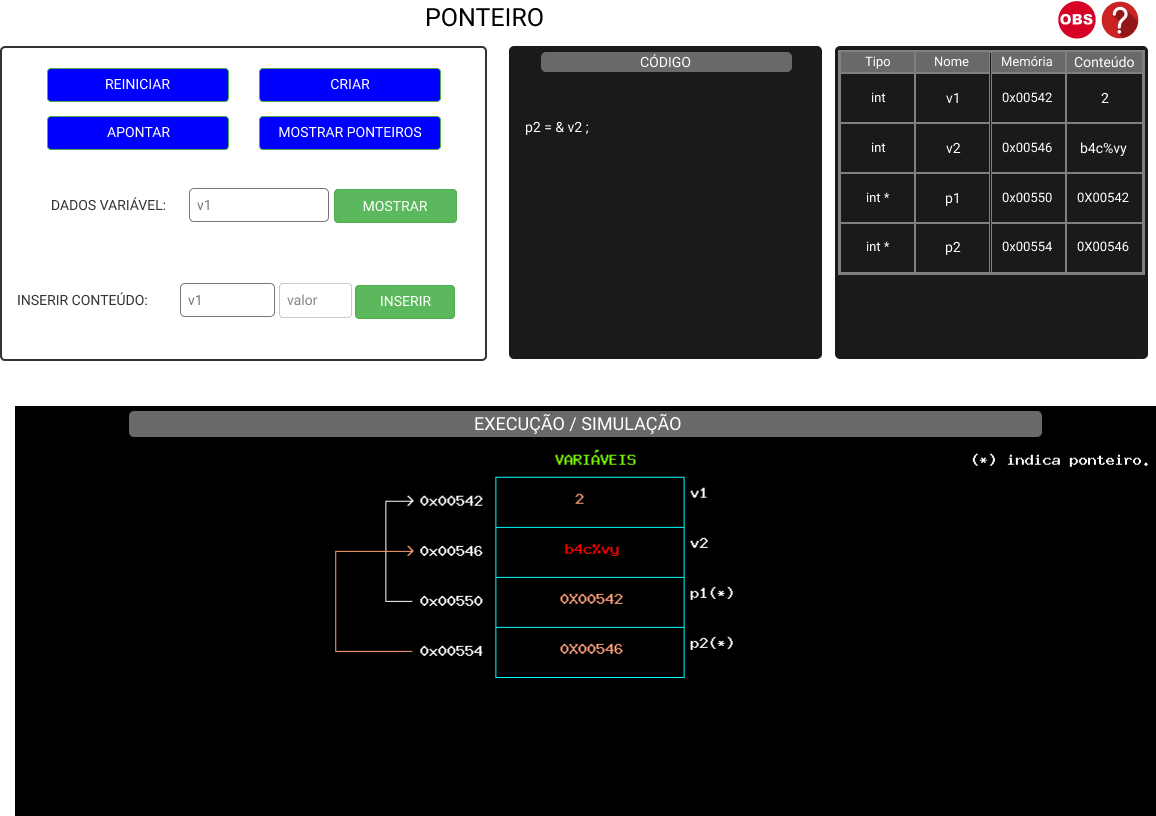 PONTEIRO
OBS ?
REINICIAR CRIAR
APONTAR MOSTRAR PONTEIROS
DADOS VARIÁVEL: v1 MOSTRAR
INSERIR CONTEÚDO: v1 valor INSERIR
CÓDIGO
p2 = & v2 ;
Tipo Nome Memória Conteúdo
int v1 0x00542 2
int v2 0x00546 b4c%vy
int * p1 0x00550 0X00542
int * p2 0x00554 0X00546
EXECUÇÃO / SIMULAÇÃO
VARIÁVEIS (*) indica ponteiro.
0x00542 2 v1
0x00546 b4c%vy v2
0x00550 0X00542 p1(*)
0x00554 0X00546 p2(*)